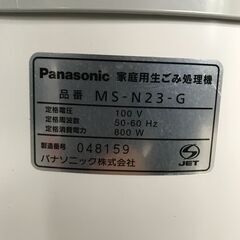 Panasonic 家庭用生ごみ処理機
品番 MS-N23-G
定格電圧 100 V
定格周波数 50-60 Hz
定格消費電力 800 W
製造番号 048159
パナソニック株式会社
S
JET